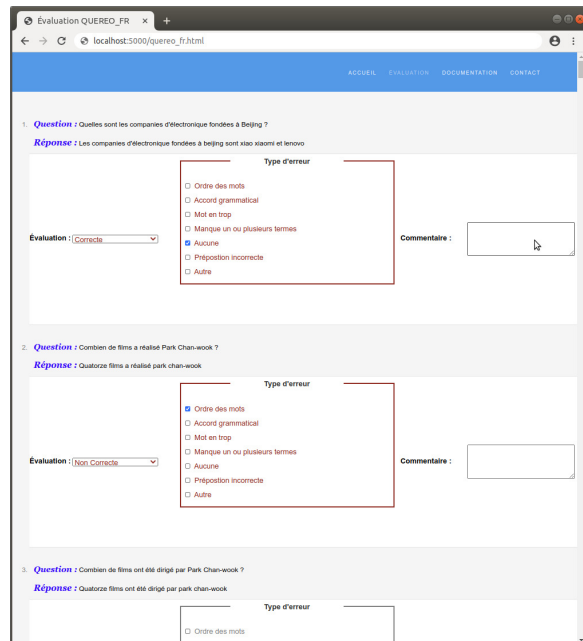 Évaluation QUEREO_FR × +
localhost:5000/quereo_fr.html
ACCUEIL ÉVALUATION DOCUMENTATION CONTACT
1. Question : Quelles sont les companies d'électronique fondées à Beijing ?
Réponse : Les companies d'électronique fondées à beijing sont xiao xiaomi et lenovo
Type d'erreur
Ordre des mots
Accord grammatical
Mot en trop
Manque un ou plusieurs termes
Évaluation : Correcte
Aucune
Commentaire :
Prépostion incorrecte
Autre
2. Question : Combien de films a réalisé Park Chan-wook ?
Réponse : Quatorze films a réalisé park chan-wook
Type d'erreur
Ordre des mots
Accord grammatical
Mot en trop
Manque un ou plusieurs termes
Évaluation : Non Correcte
Aucune
Commentaire :
Prépostion incorrecte
Autre
3. Question : Combien de films ont été dirigé par Park Chan-wook ?
Réponse : Quatorze films ont été dirigé par park chan-wook
Type d'erreur
Ordre des mots